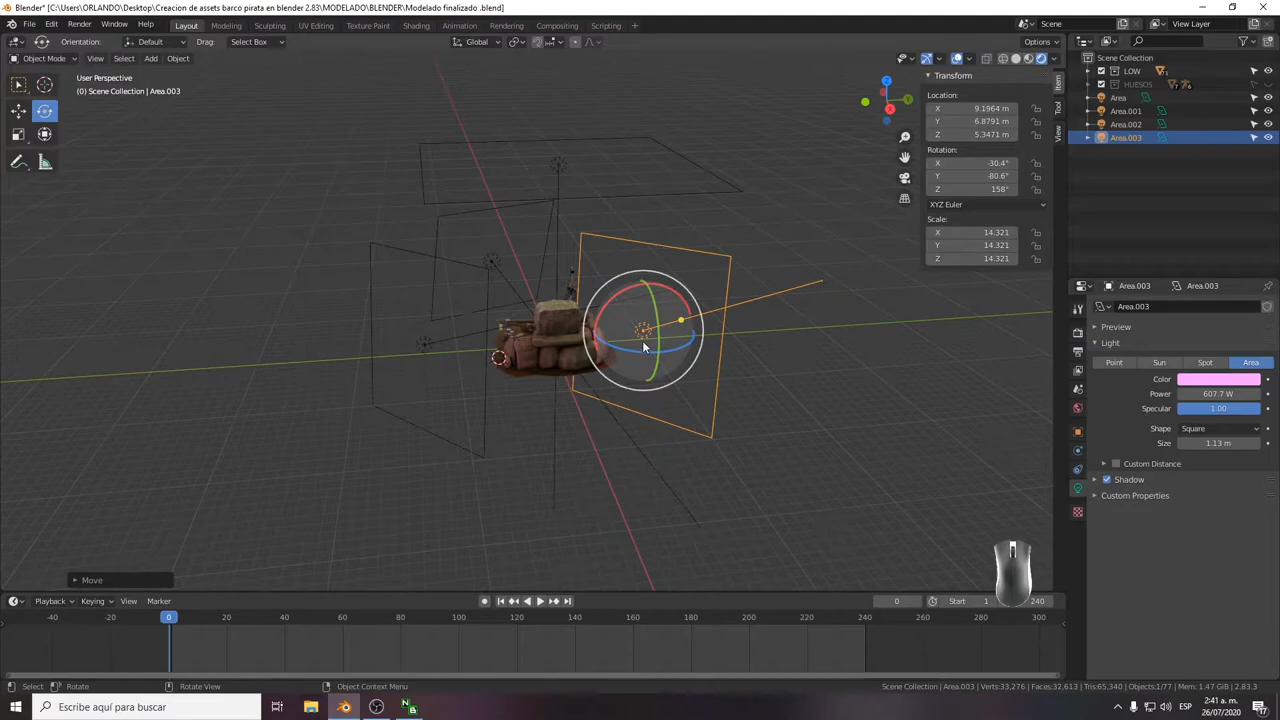 Blender* [C:\Users\ORLANDO\Desktop\Creacion de assets barco pirata en blender 2.83\MODELADO\BLENDER\Modelado finalizado .blend]
File Edit Render Window Help Layout Modeling Sculpting UV Editing Texture Paint Shading Animation Rendering Compositing Scripting + Scene View Layer
Orientation: Default Drag: Select Box Global Options
Object Mode View Select Add Object
User Perspective
(0) Scene Collection | Area.003
Transform
Location:
X 9.1964 m
Y 6.8791 m
Z 5.3471 m
Rotation:
X -30.4°
Y -80.6°
Z 158°
XYZ Euler
Scale:
X 14.321
Y 14.321
Z 14.321
Item
Tool
View
X
Y
Z
Scene Collection
LOW
HUESOS
Area
Area.001
Area.002
Area.003
Area.003 Area.003
Area.003
Preview
Light
Point Sun Spot Area
Color
Power 607.7 W
Specular 1.00
Shape Square
Size 1.13 m
Custom Distance
Shadow
Custom Properties
Move
Playback Keying View Marker 0 Start 1 240
-40 -20 0 20 40 60 80 100 120 140 160 180 200 220 240 260 280 300
Select Rotate Rotate View Object Context Menu Scene Collection | Area.003 | Verts:33,276 | Faces:32,613 | Tris:65,340 | Objects:1/77 | Mem: 1.47 GiB | 2.83.3
Escribe aquí para buscar ESP 2:41 a. m.
26/07/2020 17